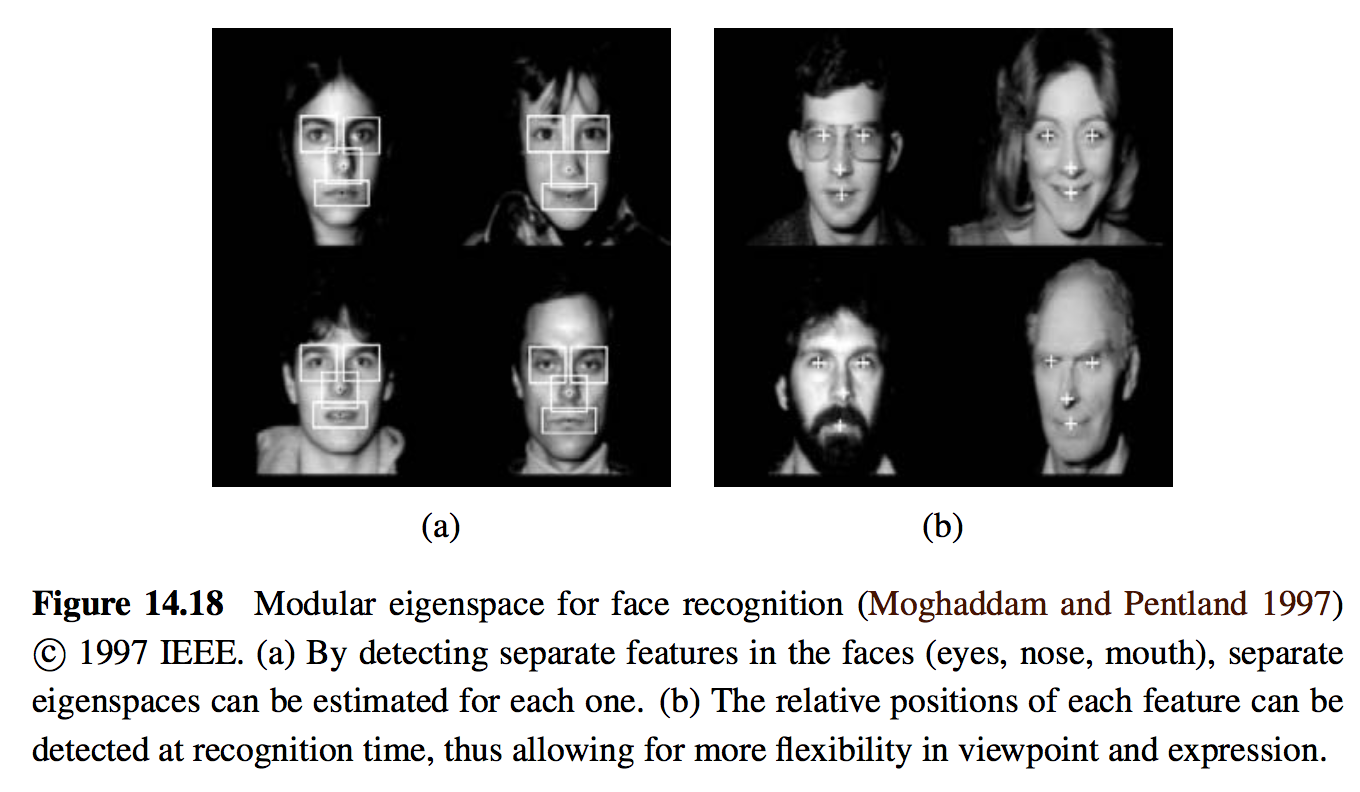 (a)
(b)
Figure 14.18 Modular eigenspace for face recognition (Moghaddam and Pentland 1997)
© 1997 IEEE. (a) By detecting separate features in the faces (eyes, nose, mouth), separate
eigenspaces can be estimated for each one. (b) The relative positions of each feature can be
detected at recognition time, thus allowing for more flexibility in viewpoint and expression.